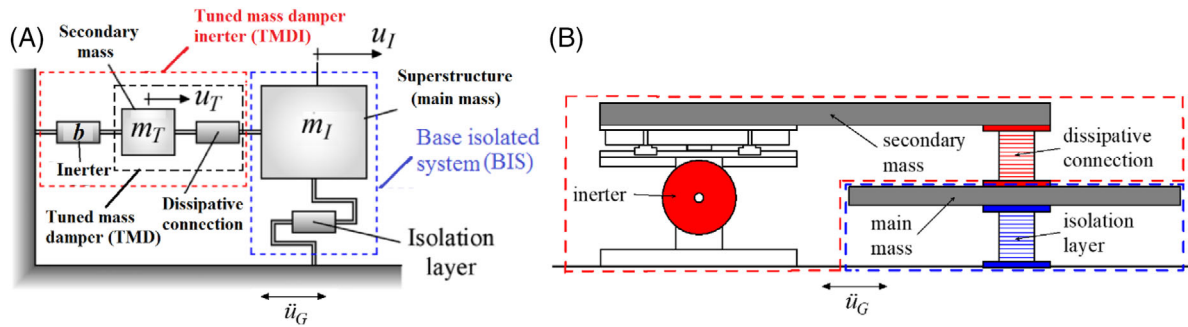 (A)
Tuned mass damper
inerter (TMDI)
Secondary
mass
u_T
b
m_T
Inerter
Tuned mass
damper (TMD)
Dissipative
connection
u_I
Superstructure
(main mass)
m_I
Base isolated
system (BIS)
Isolation
layer
ü_G
(B)
secondary
mass
dissipative
connection
inerter
main
mass
isolation
layer
ü_G